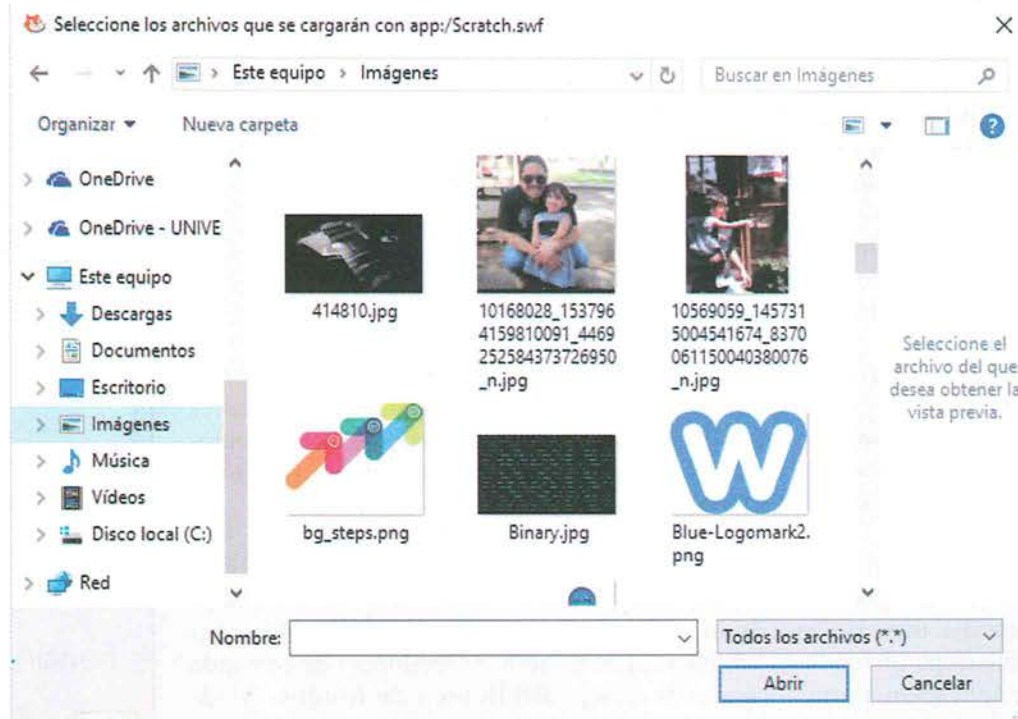 Seleccione los archivos que se cargarán con app:/Scratch.swf
Este equipo > Imágenes
Buscar en Imágenes
Organizar
Nueva carpeta
OneDrive
OneDrive - UNIVE
Este equipo
Descargas
Documentos
Escritorio
Imágenes
Música
Vídeos
Disco local (C:)
Red
414810.jpg
10168028_153796
4159810091_4469
252584373726950
_n.jpg
10569059_145731
5004541674_8370
061150040380076
_n.jpg
bg_steps.png
Binary.jpg
W
Blue-Logomark2.
png
Seleccione el
archivo del que
desea obtener la
vista previa.
Nombre:
Todos los archivos (*.*)
Abrir
Cancelar